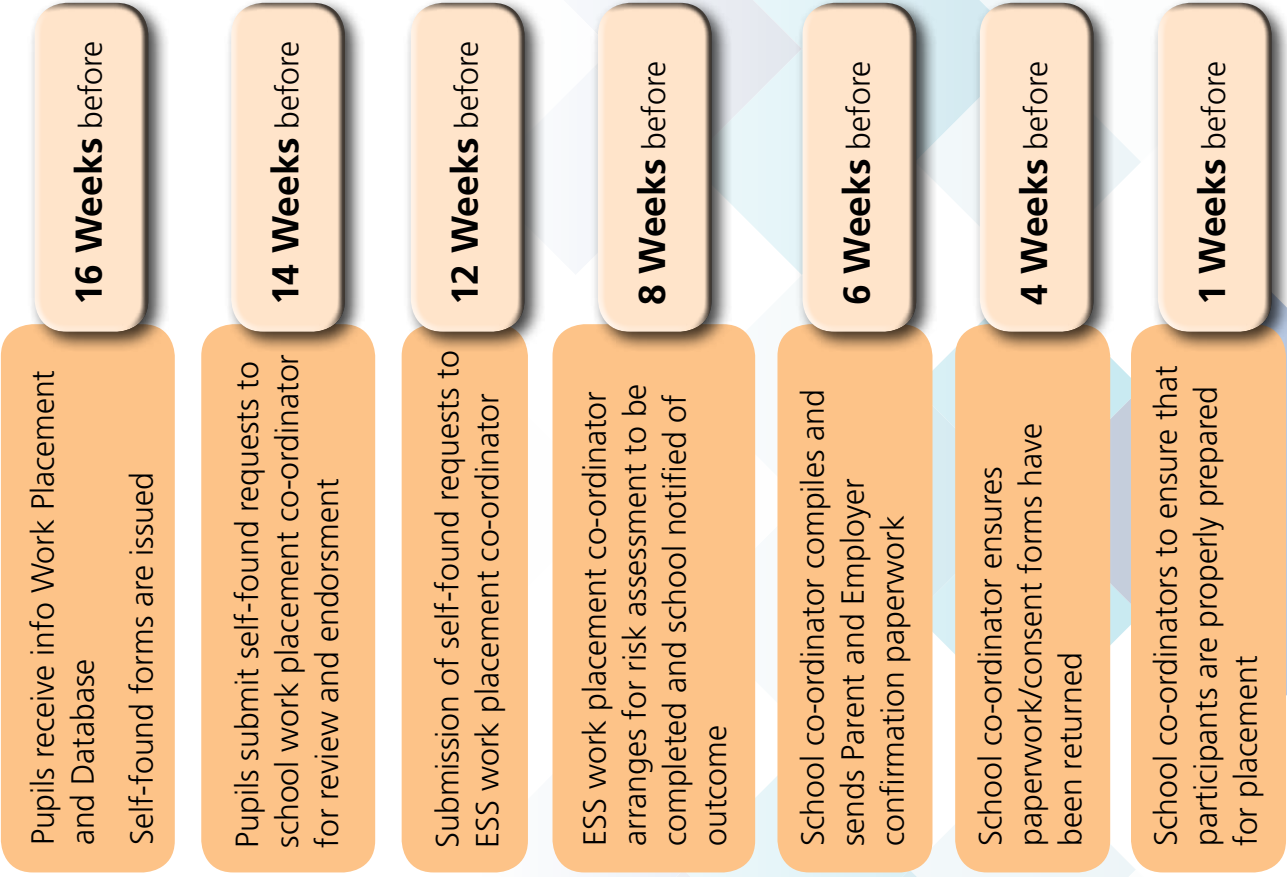 16 Weeks before
Pupils receive info Work Placement
and Database
Self-found forms are issued
14 Weeks before
Pupils submit self-found requests to
school work placement co-ordinator
for review and endorsment
12 Weeks before
Submission of self-found requests to
ESS work placement co-ordinator
8 Weeks before
ESS work placement co-ordinator
arranges for risk assessment to be
completed and school notified of
outcome
6 Weeks before
School co-ordinator compiles and
sends Parent and Employer
confirmation paperwork
4 Weeks before
School co-ordinator ensures
paperwork/consent forms have
been returned
1 Weeks before
School co-ordinators to ensure that
participants are properly prepared
for placement